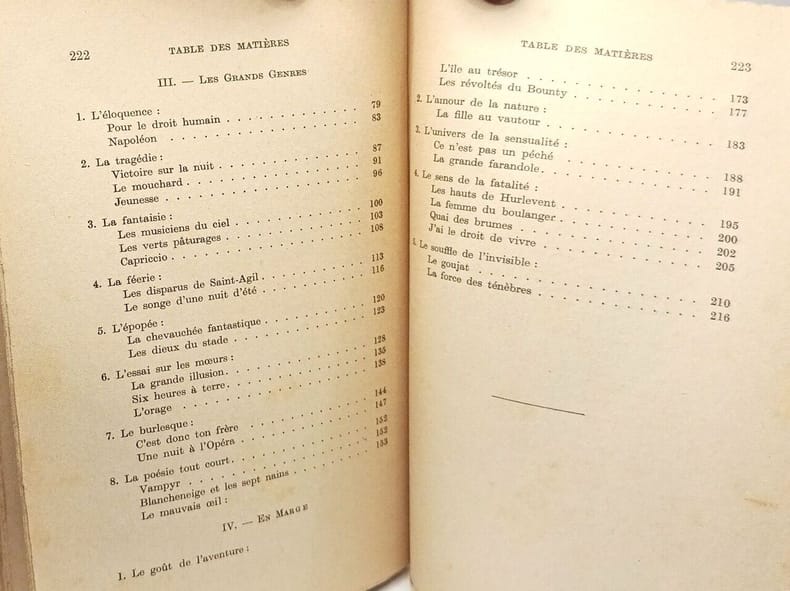 222 TABLE DES MATIÈRES
III. — LES GRANDS GENRES
1. L'éloquence :
Pour le droit humain . . . . . . . . . . 79
Napoléon . . . . . . . . . . 83
2. La tragédie :
Victoire sur la nuit . . . . . . . . . . 87
Le mouchard . . . . . . . . . . 91
Jeunesse . . . . . . . . . . 96
3. La fantaisie :
Les musiciens du ciel . . . . . . . . . . 100
Les verts pâturages . . . . . . . . . . 103
Capriccio . . . . . . . . . . 108
4. La féerie :
Les disparus de Saint-Agil . . . . . . . . . . 113
Le songe d'une nuit d'été . . . . . . . . . . 116
5. L'épopée :
La chevauchée fantastique . . . . . . . . . . 120
Les dieux du stade . . . . . . . . . . 123
6. L'essai sur les mœurs :
La grande illusion . . . . . . . . . . 128
Six heures à terre . . . . . . . . . . 135
L'orage . . . . . . . . . . 138
7. Le burlesque :
C'est donc ton frère . . . . . . . . . . 144
Une nuit à l'Opéra . . . . . . . . . . 147
8. La poésie tout court . . . . . . . . . . 152
Vampyr . . . . . . . . . . 152
Blancheneige et les sept nains . . . . . . . . . . 153
Le mauvais œil :
IV. — EN MARGE
1. Le goût de l'aventure :
TABLE DES MATIÈRES 223
L'île au trésor . . . . . . . . . . 173
Les révoltés du Bounty . . . . . . . . . . 177
2. L'amour de la nature :
La fille au vautour . . . . . . . . . . 183
3. L'univers de la sensualité :
Ce n'est pas un péché . . . . . . . . . . 188
La grande farandole . . . . . . . . . . 191
4. Le sens de la fatalité :
Les hauts de Hurlevent . . . . . . . . . . 195
La femme du boulanger . . . . . . . . . . 200
Quai des brumes . . . . . . . . . . 202
J'ai le droit de vivre . . . . . . . . . . 205
Le souffle de l'invisible :
Le goujat . . . . . . . . . . 210
La force des ténèbres . . . . . . . . . . 216